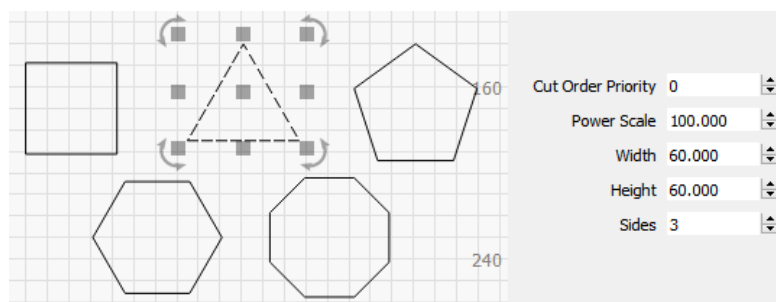 160
240
Cut Order Priority 0
Power Scale 100.000
Width 60.000
Height 60.000
Sides 3